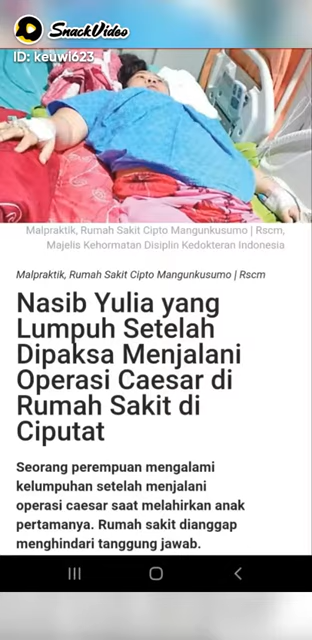 SnackVideo
ID: keuwl623
Malpraktik, Rumah Sakit Cipto Mangunkusumo | Rscm,
Majelis Kehormatan Disiplin Kedokteran Indonesia
Malpraktik, Rumah Sakit Cipto Mangunkusumo | Rscm
Nasib Yulia yang
Lumpuh Setelah
Dipaksa Menjalani
Operasi Caesar di
Rumah Sakit di
Ciputat
Seorang perempuan mengalami
kelumpuhan setelah menjalani
operasi caesar saat melahirkan anak
pertamanya. Rumah sakit dianggap
menghindari tanggung jawab.